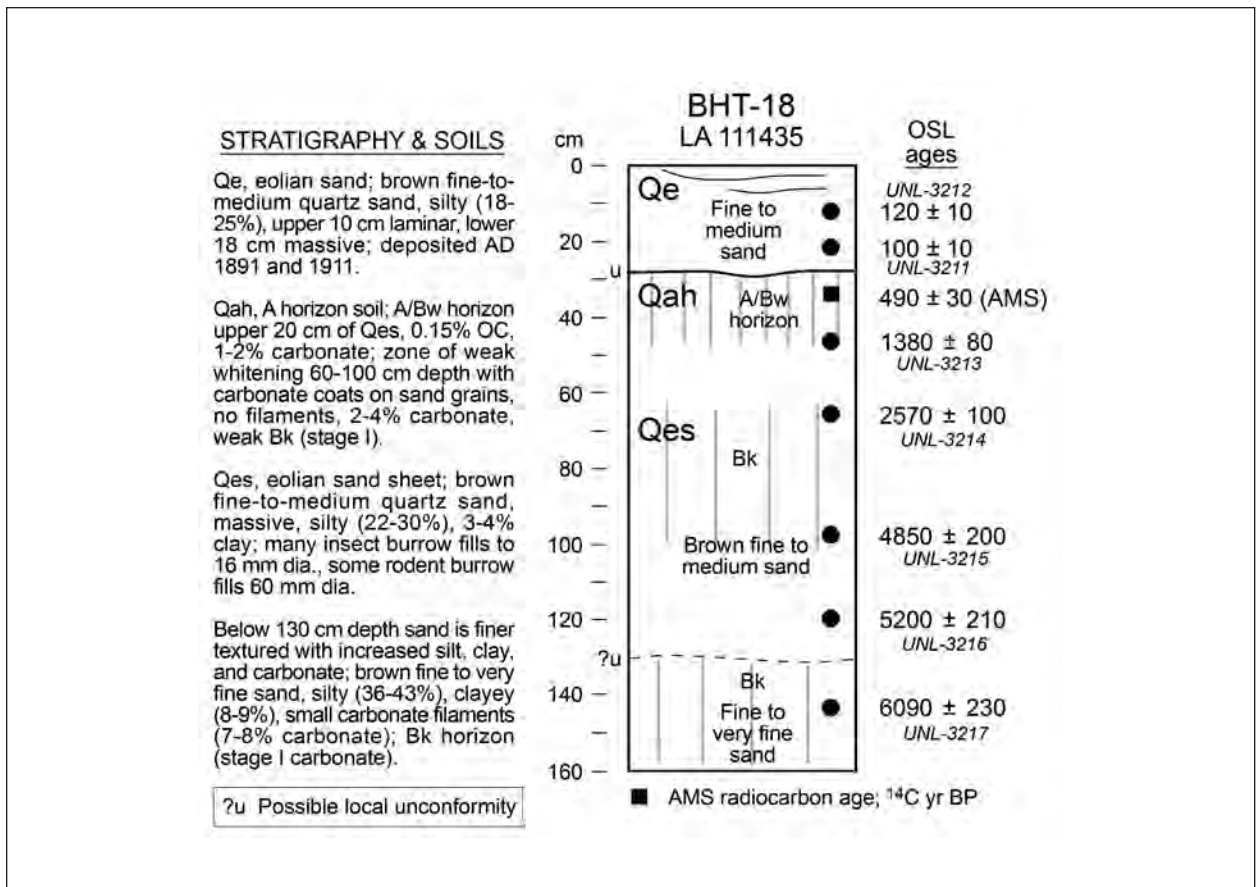 STRATIGRAPHY & SOILS
Qe, eolian sand; brown fine-to-
medium quartz sand, silty (18-
25%), upper 10 cm laminar, lower
18 cm massive; deposited AD
1891 and 1911.
Qah, A horizon soil; A/Bw horizon
upper 20 cm of Qes, 0.15% OC,
1-2% carbonate; zone of weak
whitening 60-100 cm depth with
carbonate coats on sand grains,
no filaments, 2-4% carbonate,
weak Bk (stage I).
Qes, eolian sand sheet; brown
fine-to-medium quartz sand,
massive, silty (22-30%), 3-4%
clay; many insect burrow fills to
16 mm dia., some rodent burrow
fills 60 mm dia.
Below 130 cm depth sand is finer
textured with increased silt, clay,
and carbonate; brown fine to very
fine sand, silty (36-43%), clayey
(8-9%), small carbonate filaments
(7-8% carbonate); Bk horizon
(stage I carbonate).
?u Possible local unconformity
BHT-18
LA 111435
cm
0
20
u
40
60
80
100
120
?u
140
160
Qe
Fine to
medium
sand
Qah
A/Bw
horizon
Qes
Bk
Brown fine to
medium sand
Bk
Fine to
very fine
sand
OSL
ages
UNL-3212
120 ± 10
100 ± 10
UNL-3211
490 ± 30 (AMS)
1380 ± 80
UNL-3213
2570 ± 100
UNL-3214
4850 ± 200
UNL-3215
5200 ± 210
UNL-3216
6090 ± 230
UNL-3217
■ AMS radiocarbon age; ¹⁴C yr BP